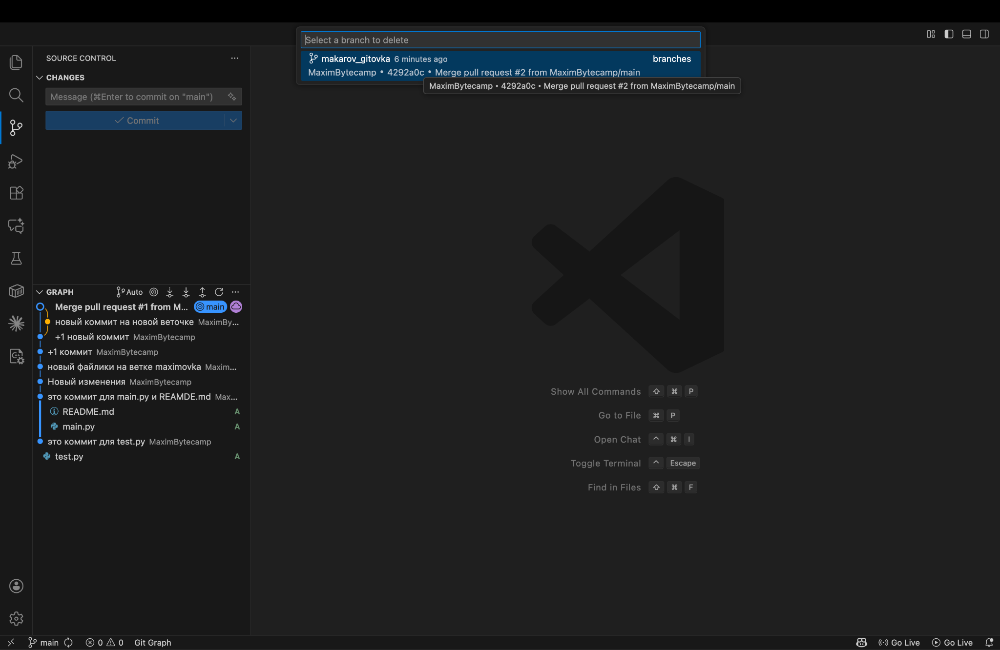 Select a branch to delete
makarov_gitovka 6 minutes ago branches
MaximBytecamp • 4292a0c • Merge pull request #2 from MaximBytecamp/main
MaximBytecamp • 4292a0c • Merge pull request #2 from MaximBytecamp/main
SOURCE CONTROL
CHANGES
Message (⌘Enter to commit on "main")
Commit
GRAPH Auto
Merge pull request #1 from M... main
новый коммит на новой веточке MaximBy...
+1 новый коммит MaximBytecamp
+1 коммит MaximBytecamp
новый файлики на ветке maximovka Maxim...
Новый изменения MaximBytecamp
это коммит для main.py и REAMDE.md Max...
README.md A
main.py A
это коммит для test.py MaximBytecamp
test.py A
Show All Commands ⇧ ⌘ P
Go to File ⌘ P
Open Chat ^ ⌘ I
Toggle Terminal ^ Escape
Find in Files ⇧ ⌘ F
main 0 0 Git Graph Go Live Go Live